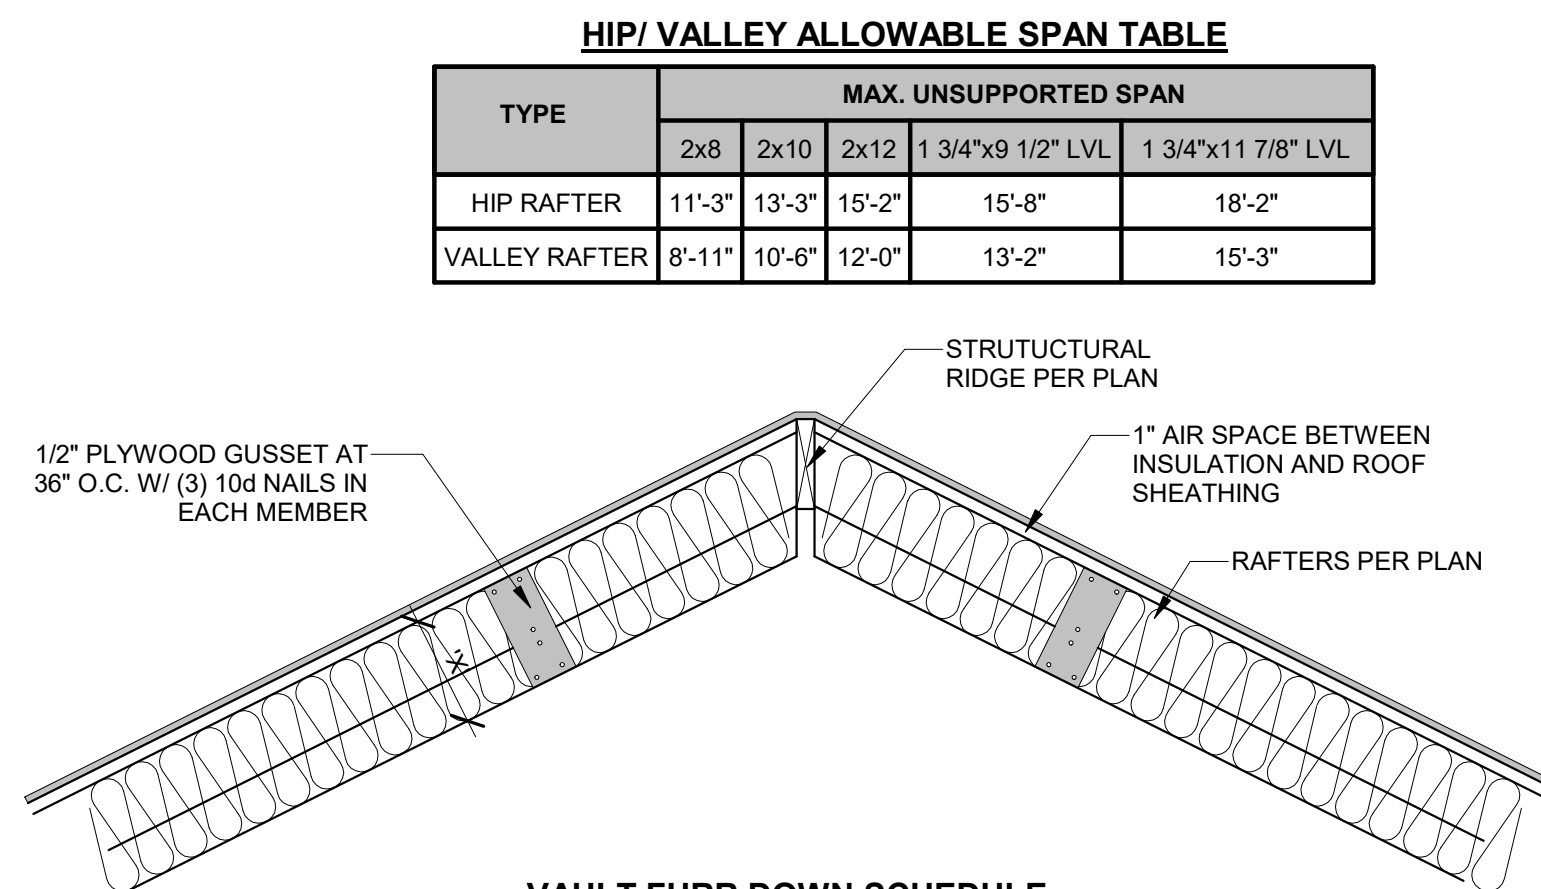 HIP/ VALLEY ALLOWABLE SPAN TABLE
TYPE
MAX. UNSUPPORTED SPAN
2x8 2x10 2x12 1 3/4"x9 1/2" LVL 1 3/4"x11 7/8" LVL
HIP RAFTER 11'-3" 13'-3" 15'-2" 15'-8" 18'-2"
VALLEY RAFTER 8'-11" 10'-6" 12'-0" 13'-2" 15'-3"
STRUTUCTURAL
RIDGE PER PLAN
1/2" PLYWOOD GUSSET AT
36" O.C. W/ (3) 10d NAILS IN
EACH MEMBER
1" AIR SPACE BETWEEN
INSULATION AND ROOF
SHEATHING
RAFTERS PER PLAN
'X'
VAULT FURR DOWN SCHEDULE